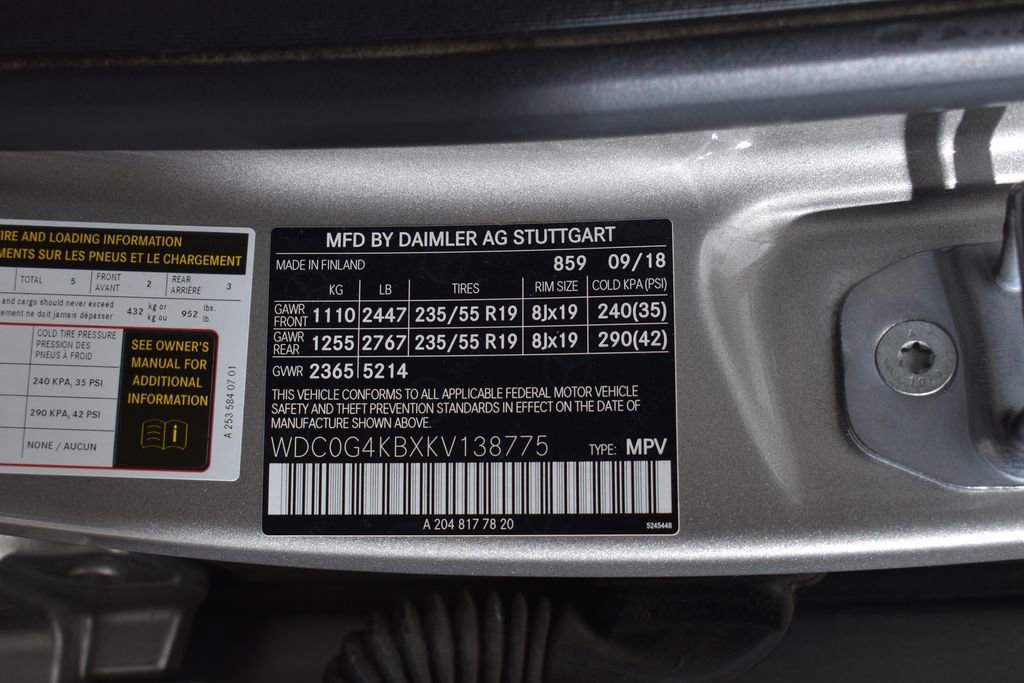 TIRE AND LOADING INFORMATION
SUR LES PNEUS ET LE CHARGEMENT
TOTAL 5 FRONT AVANT 2 REAR ARRIÈRE 3
and cargo should never exceed
ne doit jamais dépasser
432 kg or kg ou 952 lbs. lb.
COLD TIRE PRESSURE
PRESSION DES
PNEUS À FROID
240 KPA, 35 PSI
290 KPA, 42 PSI
NONE / AUCUN
SEE OWNER'S
MANUAL FOR
ADDITIONAL
INFORMATION
i
A 253 584 07 01
MFD BY DAIMLER AG STUTTGART
MADE IN FINLAND 859 09/18
KG LB TIRES RIM SIZE COLD KPA (PSI)
GAWR FRONT 1110 2447 235/55 R19 8Jx19 240(35)
GAWR REAR 1255 2767 235/55 R19 8Jx19 290(42)
GVWR 2365 5214
THIS VEHICLE CONFORMS TO ALL APPLICABLE FEDERAL MOTOR VEHICLE
SAFETY AND THEFT PREVENTION STANDARDS IN EFFECT ON THE DATE OF
MANUFACTURE SHOWN ABOVE.
WDC0G4KBXKV138775 TYPE: MPV
A 204 817 78 20
5245448